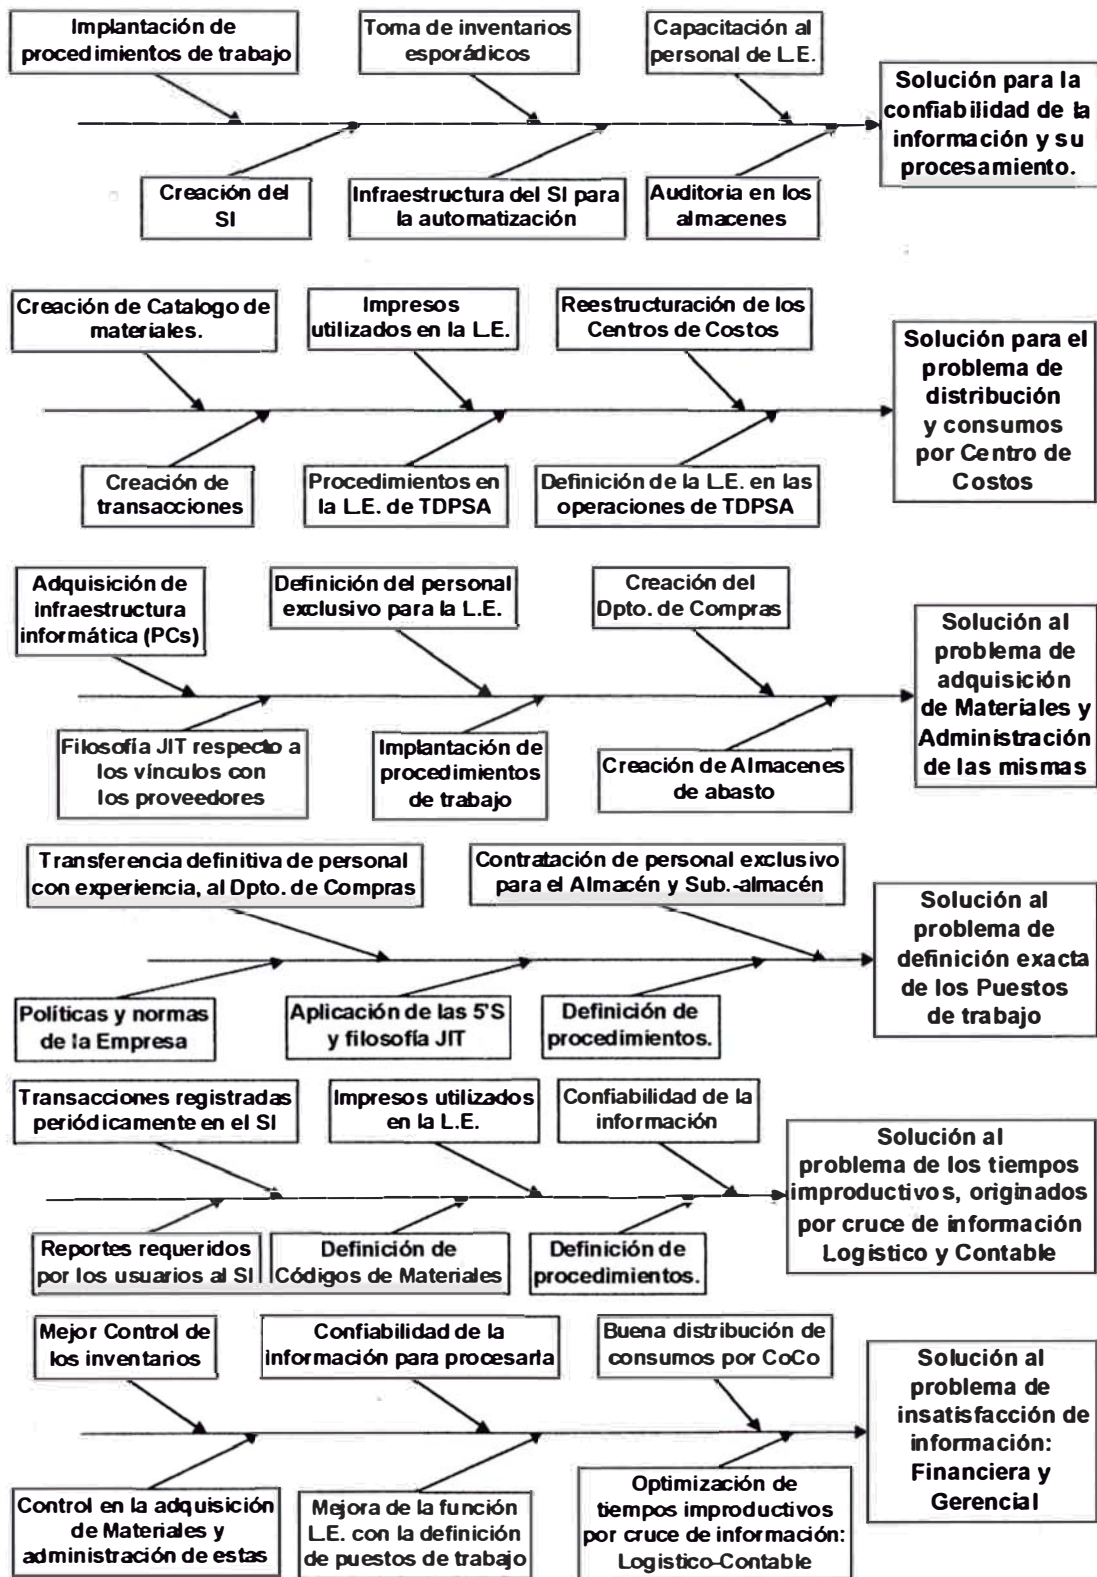 Implantación de
procedimientos de trabajo
Toma de inventarios
esporádicos
Capacitación al
personal de L.E.
Solución para la
confiabilidad de la
información y su
procesamiento.
Creación del
SI
Infraestructura del SI para
la automatización
Auditoria en los
almacenes
Creación de Catalogo de
materiales.
Impresos
utilizados en la L.E.
Reestructuración de los
Centros de Costos
Solución para el
problema de
distribución
y consumos
por Centro de
Costos
Creación de
transacciones
Procedimientos en
la L.E. de TDPSA
Definición de la L.E. en las
operaciones de TDPSA
Adquisición de
infraestructura
informática (PCs)
Definición del personal
exclusivo para la L.E.
Creación del
Dpto. de Compras
Solución al
problema de
adquisición
de Materiales y
Administración
de las mismas
Filosofía JIT respecto a
los vínculos con
los proveedores
Implantación de
procedimientos
de trabajo
Creación de Almacenes
de abasto
Transferencia definitiva de personal
con experiencia, al Dpto. de Compras
Contratación de personal exclusivo
para el Almacén y Sub.-almacén
Solución al
problema de
definición exacta
de los Puestos
de trabajo
Políticas y normas
de la Empresa
Aplicación de las 5'S
y filosofía JIT
Definición de
procedimientos.
Transacciones registradas
periódicamente en el SI
Impresos utilizados
en la L.E.
Confiabilidad de la
información
Solución al
problema de los tiempos
improductivos, originados
por cruce de información
Logistico y Contable
Reportes requeridos
por los usuarios al SI
Definición de
Códigos de Materiales
Definición de
procedimientos.
Mejor Control de
los inventarios
Confiabilidad de la
información para procesarla
Buena distribución de
consumos por CoCo
Solución al
problema de
insatisfacción de
información:
Financiera y
Gerencial
Control en la adquisición
de Materiales y
administración de estas
Mejora de la función
L.E. con la definición
de puestos de trabajo
Optimización de
tiempos improductivos
por cruce de información:
Logistico-Contable